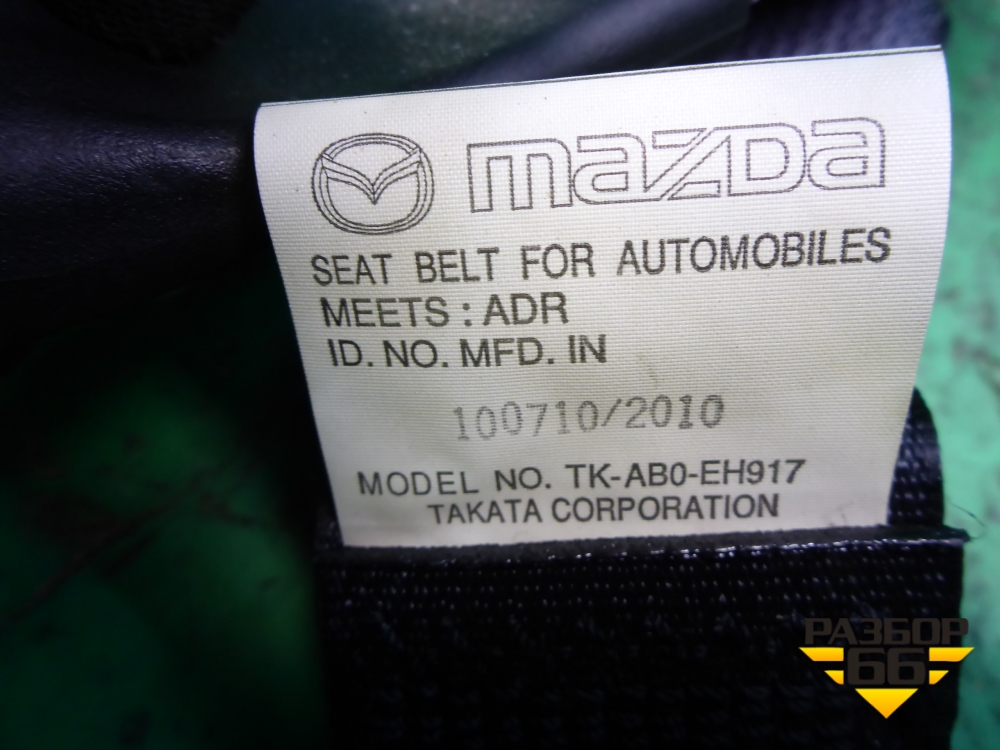 mazda
SEAT BELT FOR AUTOMOBILES
MEETS : ADR
ID. NO. MFD. IN
100710/2010
MODEL NO. TK-AB0-EH917
TAKATA CORPORATION
РАЗБОР
66